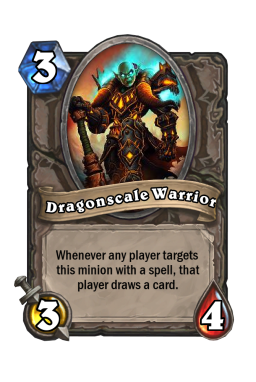 3
Dragonscale Warrior
Whenever any player targets
this minion with a spell, that
player draws a card.
3
4